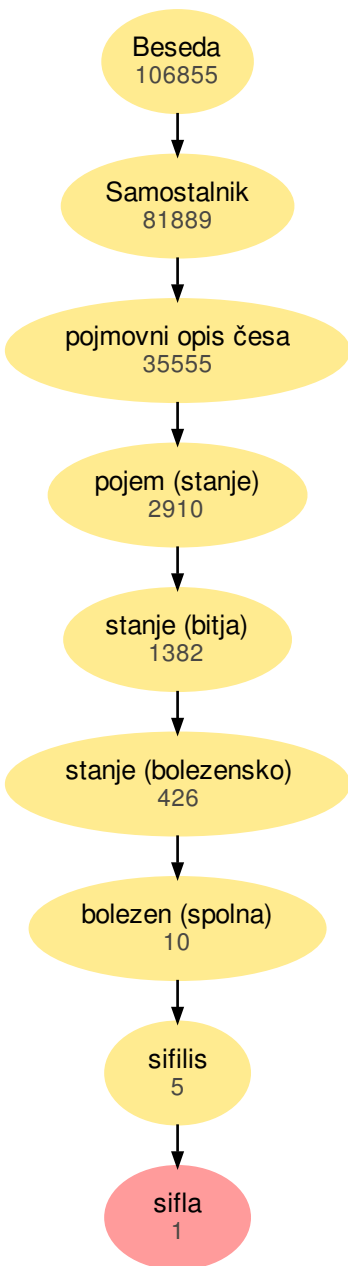 Beseda
106855
Samostalnik
81889
pojmovni opis česa
35555
pojem (stanje)
2910
stanje (bitja)
1382
stanje (bolezensko)
426
bolezen (spolna)
10
sifilis
5
sifla
1